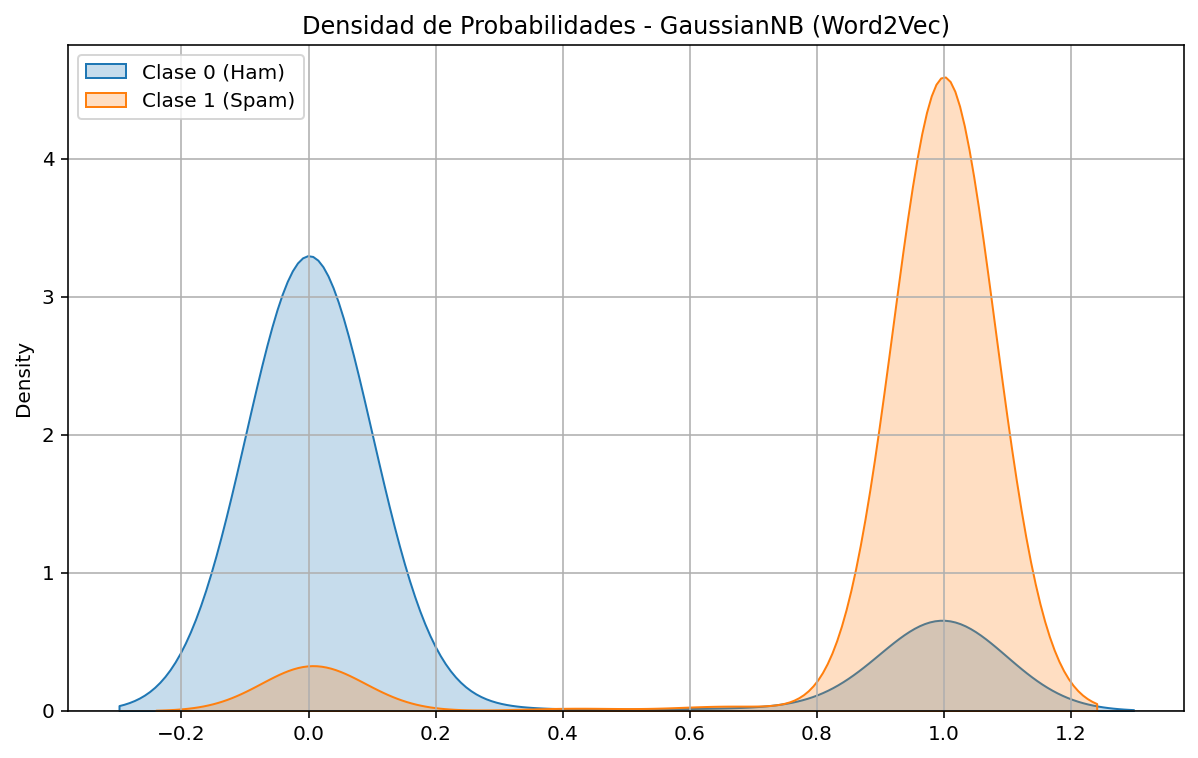 Densidad de Probabilidades - GaussianNB (Word2Vec)
Clase 0 (Ham)
Clase 1 (Spam)
Density
4
3
2
1
0
−0.2 0.0 0.2 0.4 0.6 0.8 1.0 1.2